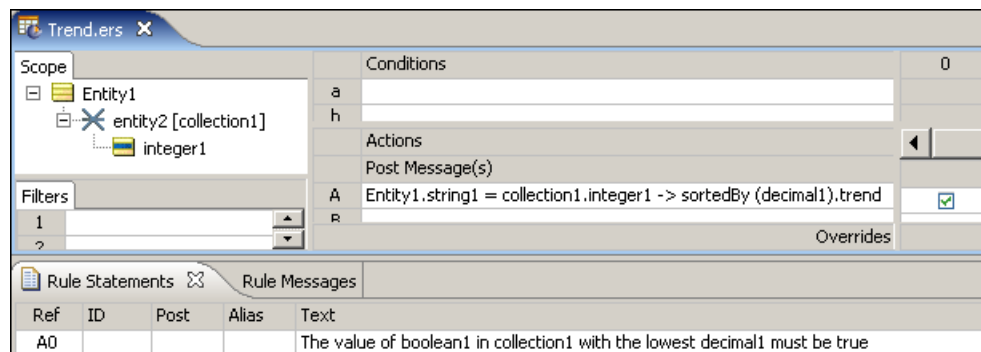 Trend.ers
Scope
Conditions
0
Entity1
a
entity2 [collection1]
b
integer1
Actions
Post Message(s)
Filters
A
Entity1.string1 = collection1.integer1 -> sortedBy (decimal1).trend
1
B
2
Overrides
Rule Statements
Rule Messages
Ref ID Post Alias Text
A0 The value of boolean1 in collection1 with the lowest decimal1 must be true